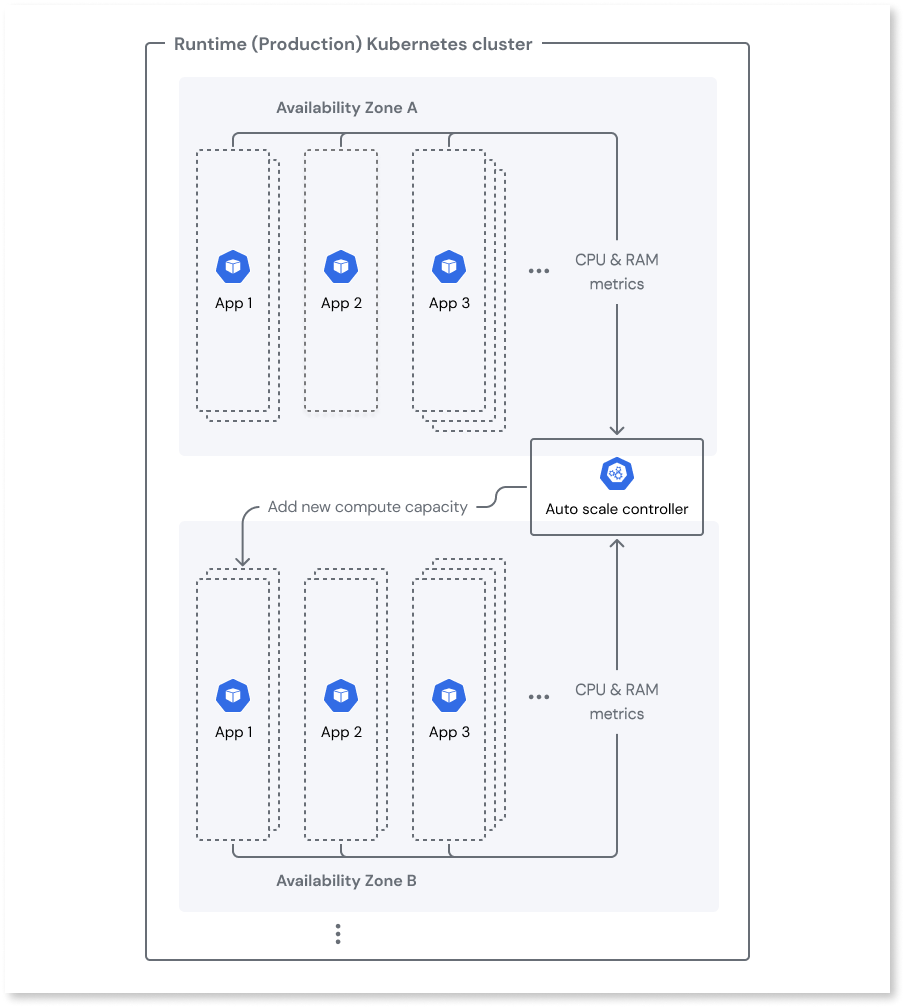 Runtime (Production) Kubernetes cluster
Availability Zone A
App 1
App 2
App 3
CPU & RAM
metrics
Auto scale controller
Add new compute capacity
App 1
App 2
App 3
CPU & RAM
metrics
Availability Zone B